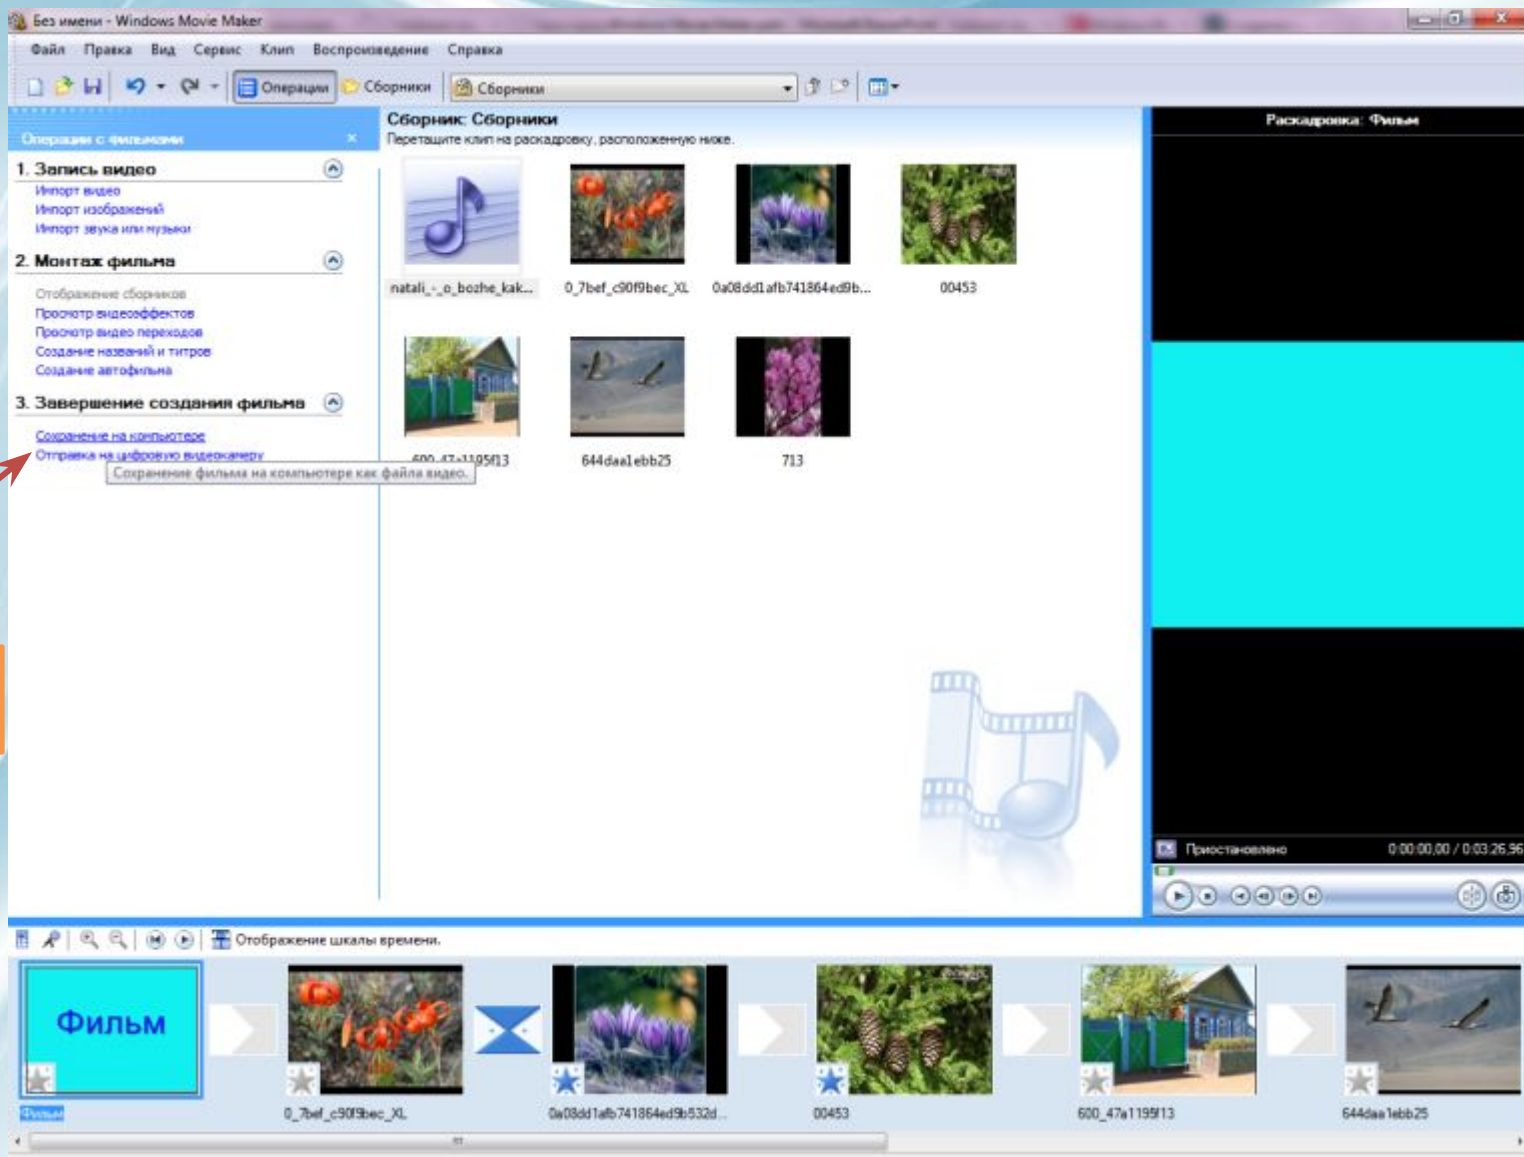 Без имени - Windows Movie Maker
Файл Правка Вид Сервис Клип Воспроизведение Справка
Операции Сборники Сборники
Операции с фильмами
1. Запись видео
Импорт видео
Импорт изображений
Импорт звука или музыки
2. Монтаж фильма
Отображение сборников
Просмотр видеоэффектов
Просмотр видео переходов
Создание названий и титров
Создание автофильма
3. Завершение создания фильма
Сохранение на компьютере
Отправка на цифровую видеокамеру
Сохранение фильма на компьютере как файла видео.
Сборник: Сборники
Перетащите клип на раскадровку, расположенную ниже.
natali_-_o_bozhe_kak...
0_7bef_c90f9bec_XL
0a08dd1afb741864ed9b...
00453
600_47a1195f13
644daa1ebb25
713
Раскадровка: Фильм
Приостановлено 0:00:00,00 / 0:03:26,96
Отображение шкалы времени.
Фильм
Фильм
0_7bef_c90f9bec_XL
0a08dd1afb741864ed9b532d...
00453
600_47a1195f13
644daa1ebb25